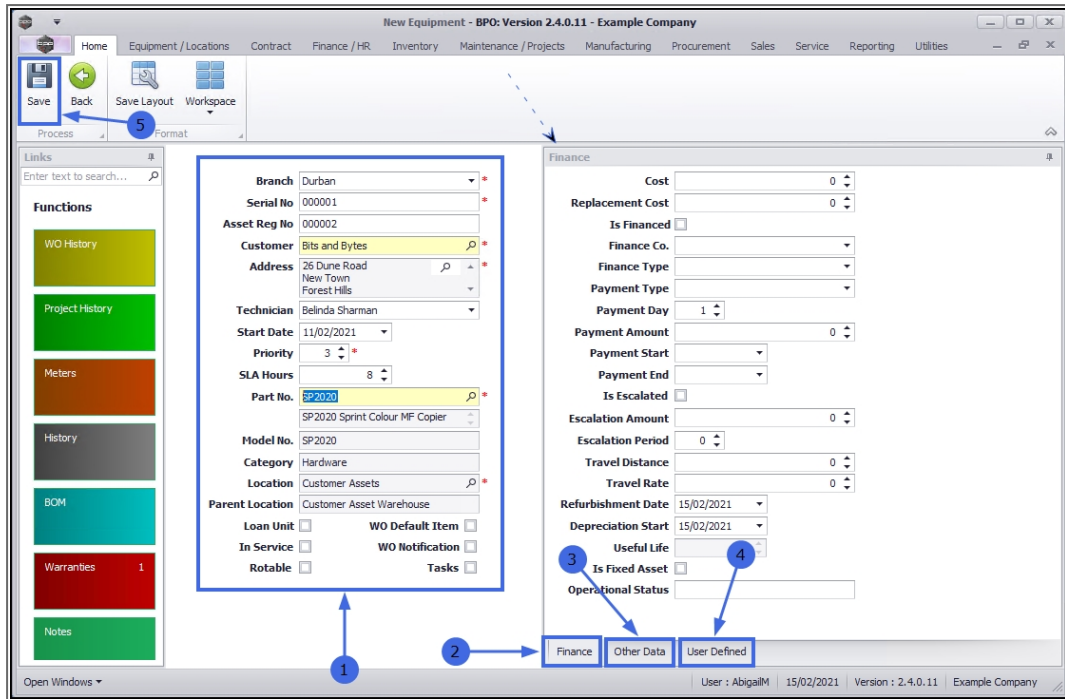 New Equipment - BPO: Version 2.4.0.11 - Example Company
Home Equipment / Locations Contract Finance / HR Inventory Maintenance / Projects Manufacturing Procurement Sales Service Reporting Utilities
Save Back Save Layout Workspace
5
Process Format
Links
Enter text to search...
Functions
WO History
Project History
Meters
History
BOM
Warranties 1
Notes
Branch Durban *
Serial No 000001 *
Asset Reg No 000002
Customer Bits and Bytes *
Address 26 Dune Road *
New Town
Forest Hills
Technician Belinda Sharman
Start Date 11/02/2021
Priority 3 *
SLA Hours 8
Part No. SP2020 *
SP2020 Sprint Colour MF Copier
Model No. SP2020
Category Hardware
Location Customer Assets *
Parent Location Customer Asset Warehouse
Loan Unit WO Default Item
In Service WO Notification
Rotable Tasks
1
Finance
Cost 0
Replacement Cost 0
Is Financed
Finance Co.
Finance Type
Payment Type
Payment Day 1
Payment Amount 0
Payment Start
Payment End
Is Escalated
Escalation Amount 0
Escalation Period 0
Travel Distance 0
Travel Rate 0
Refurbishment Date 15/02/2021
Depreciation Start 15/02/2021
Useful Life
Is Fixed Asset
Operational Status
3 4
2
Finance Other Data User Defined
Open Windows User : AbigailM 15/02/2021 Version : 2.4.0.11 Example Company